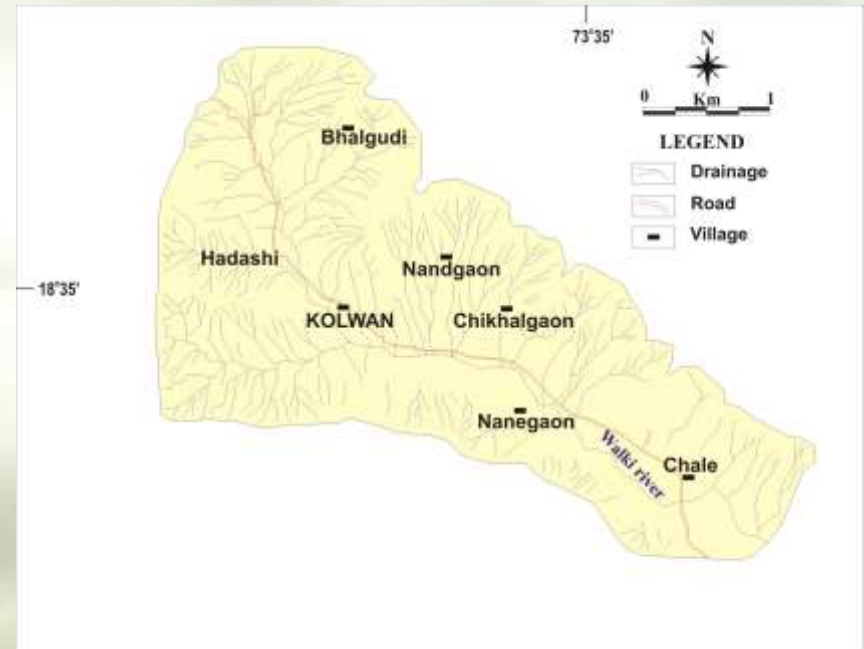 73°35'
N
0 Km 1
LEGEND
Drainage
Road
Village
Bhalgudi
Hadashi
Nandgaon
18°35'
KOLWAN
Chikhalgaon
Nanegaon
Walki river
Chale